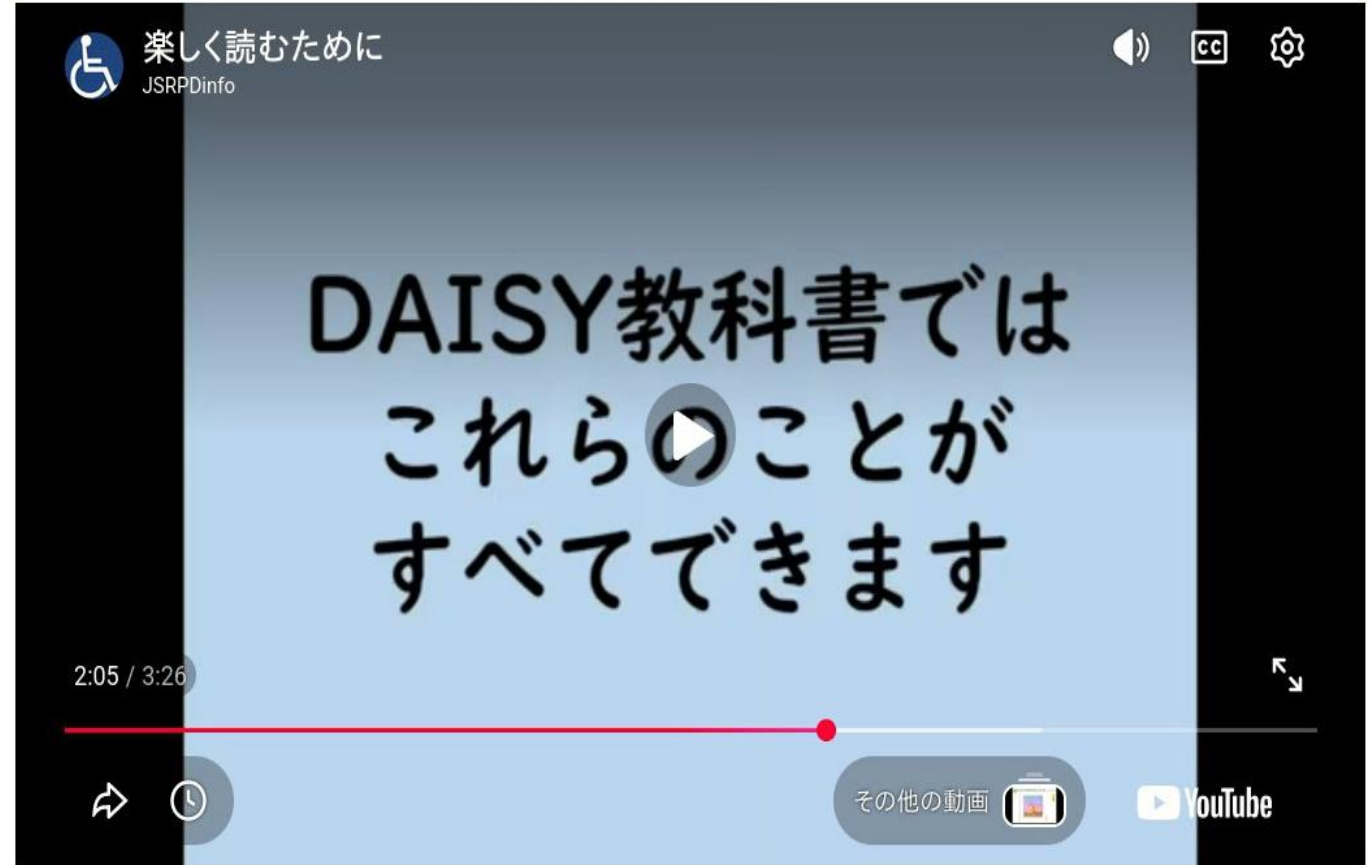 楽しく読むために
JSRPDinfo
CC
DAISY教科書では
これらのことが
すべてできます
2:05 / 3:26
その他の動画
YouTube